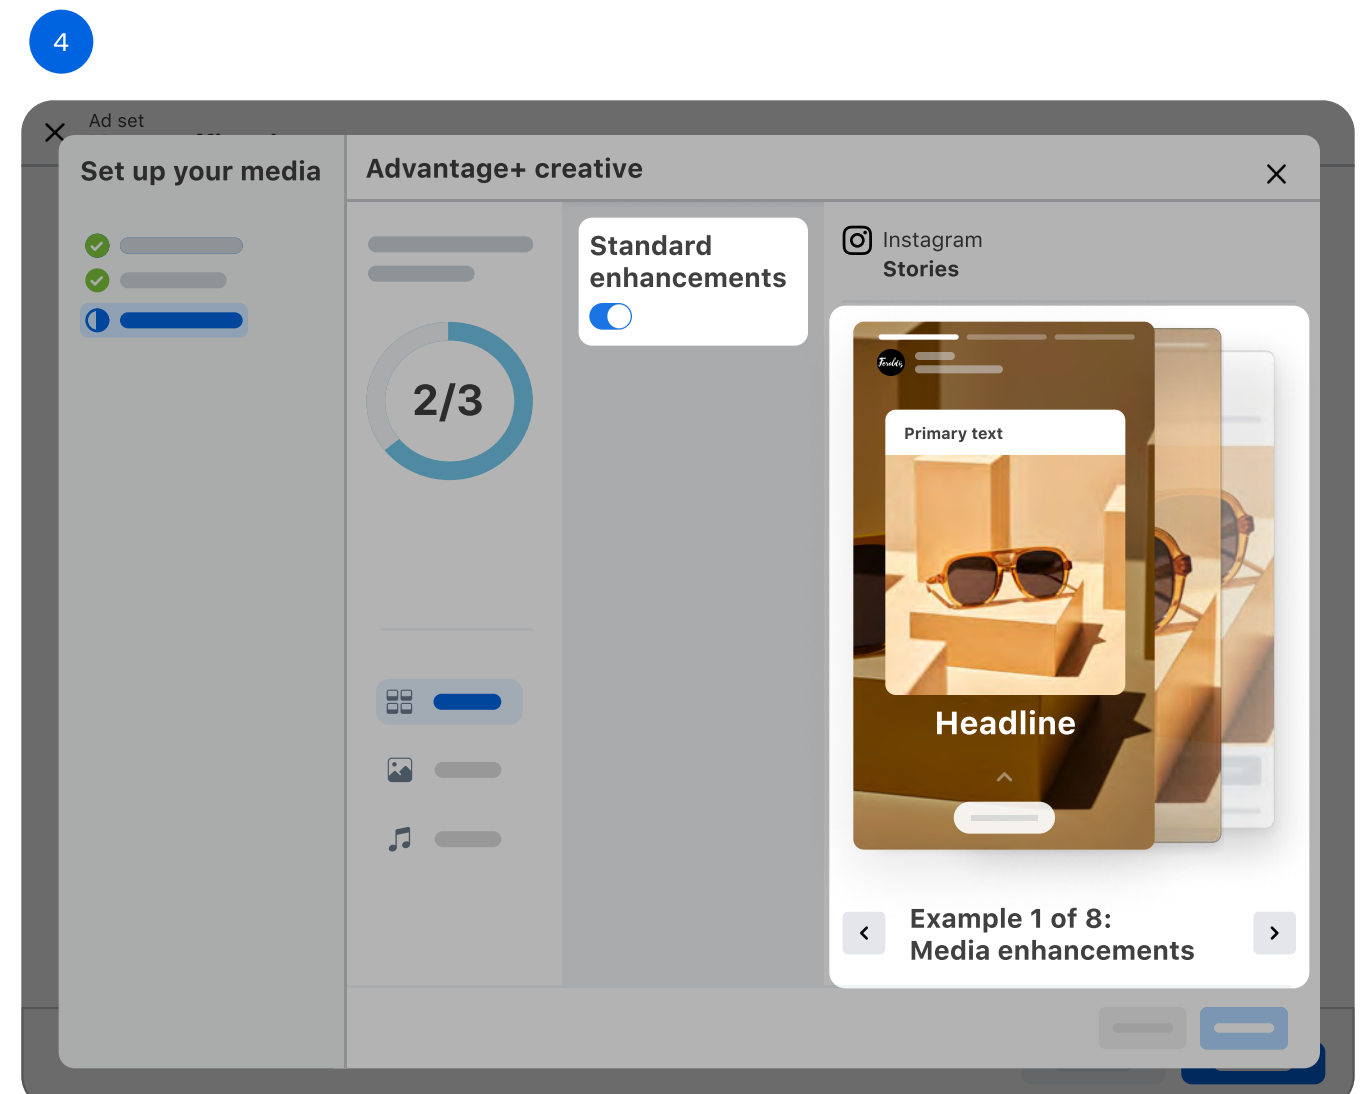 4
Ad set
Set up your media
Advantage+ creative
2/3
Standard
enhancements
Instagram
Stories
Primary text
Headline
Example 1 of 8:
Media enhancements